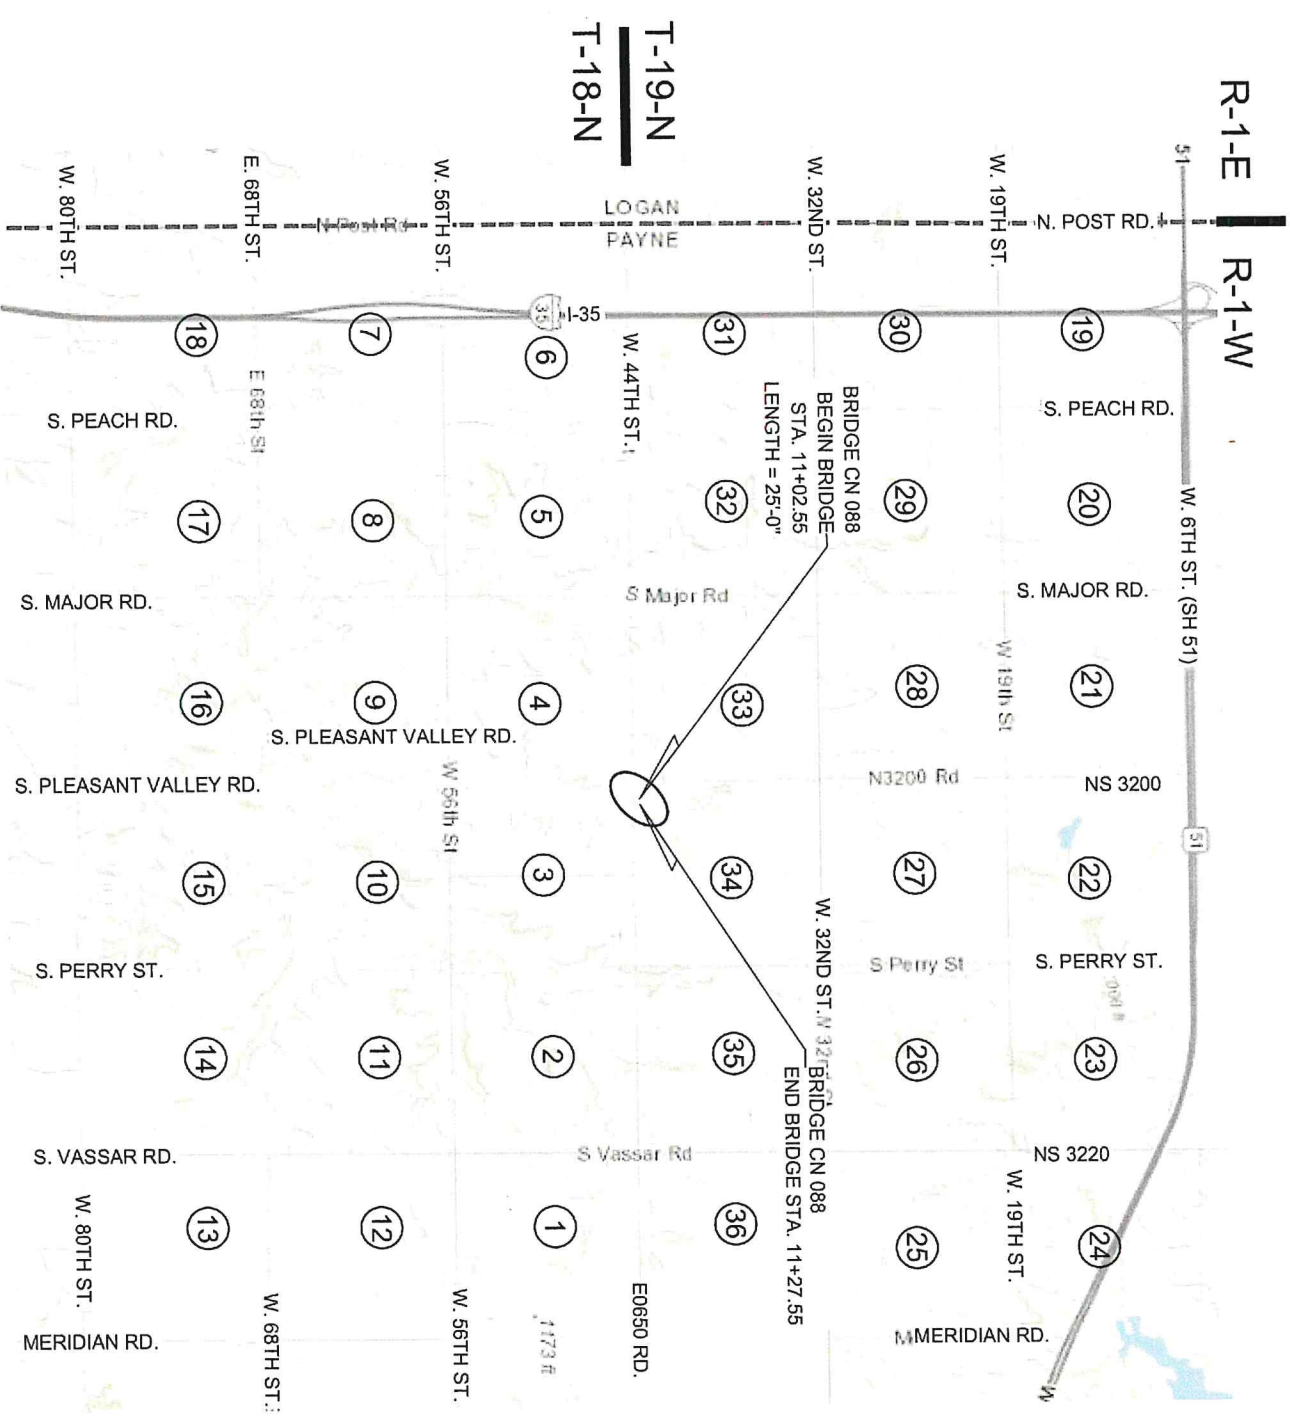 R-1-E
R-1-W
T-19-N
T-18-N
51
W. 19TH ST.
W. 32ND ST.
W. 56TH ST.
E. 68TH ST.
W. 80TH ST.
N. POST RD.
LOGAN
PAYNE
N Post Rd
I-35
35
W. 44TH ST.
19
30
31
6
7
18
S. PEACH RD.
E 68th St
S. PEACH RD.
BRIDGE CN 088
BEGIN BRIDGE
STA. 11+02.55
LENGTH = 25'-0"
W. 6TH ST. (SH 51)
20
29
32
5
8
17
S. MAJOR RD.
S Major Rd
S. MAJOR RD.
W 19th St
21
28
33
4
9
16
S. PLEASANT VALLEY RD.
NS 3200
N3200 Rd
S. PLEASANT VALLEY RD.
W 56th St
51
22
27
34
3
10
15
W. 32ND ST.
S. PERRY ST.
S Perry St
S. PERRY ST.
23
26
35
2
11
14
BRIDGE CN 088
END BRIDGE STA. 11+27.55
NS 3220
S Vassar Rd
S. VASSAR RD.
W. 19TH ST.
24
25
36
1
12
13
W. 80TH ST.
E0650 RD.
W. 56TH ST.
W. 68TH ST.
1173 ft
MERIDIAN RD.
MERIDIAN RD.
W